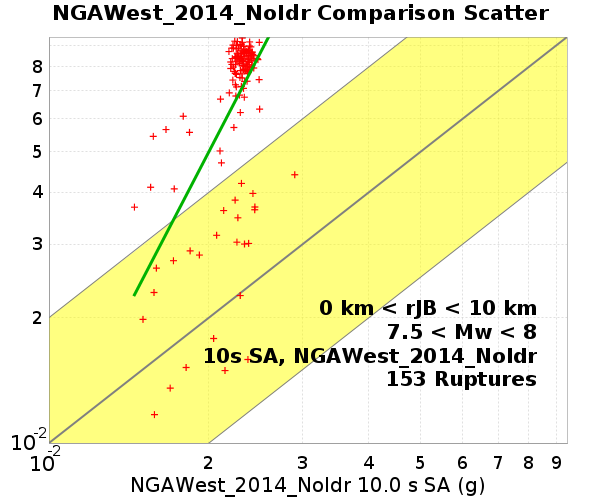 NGAWest_2014_NoIdr Comparison Scatter
8
7
6
5
4
3
2
10-2
0 km < rJB < 10 km
7.5 < Mw < 8
10s SA, NGAWest_2014_NoIdr
153 Ruptures
10-2 2 3 4 5 6 7 8 9
NGAWest_2014_NoIdr 10.0 s SA (g)